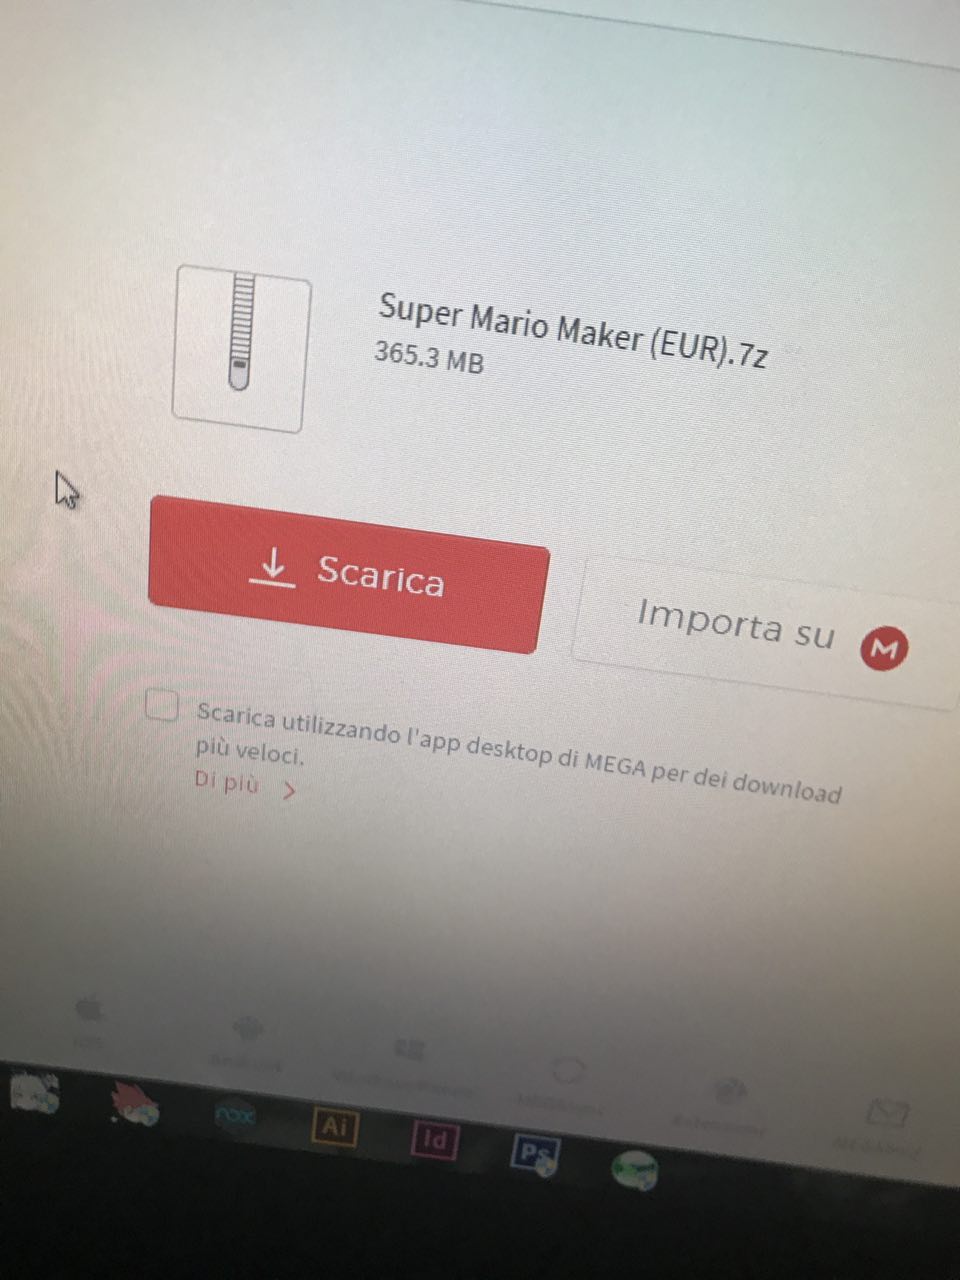 Super Mario Maker (EUR).7z
365.3 MB
Scarica
Importa su M
Scarica utilizzando l'app desktop di MEGA per dei download
più veloci.
Di più >
nox
Ai
Id
Ps